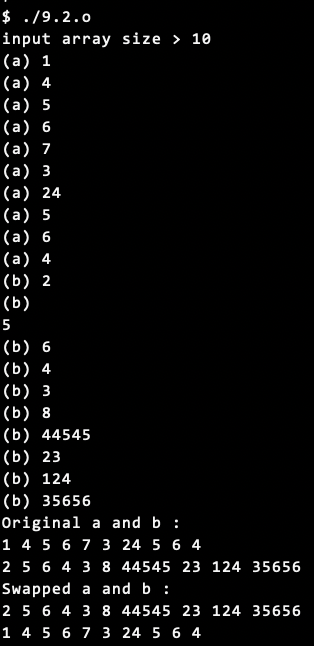 $ ./9.2.o
input array size > 10
(a) 1
(a) 4
(a) 5
(a) 6
(a) 7
(a) 3
(a) 24
(a) 5
(a) 6
(a) 4
(b) 2
(b)
5
(b) 6
(b) 4
(b) 3
(b) 8
(b) 44545
(b) 23
(b) 124
(b) 35656
Original a and b :
1 4 5 6 7 3 24 5 6 4
2 5 6 4 3 8 44545 23 124 35656
Swapped a and b :
2 5 6 4 3 8 44545 23 124 35656
1 4 5 6 7 3 24 5 6 4